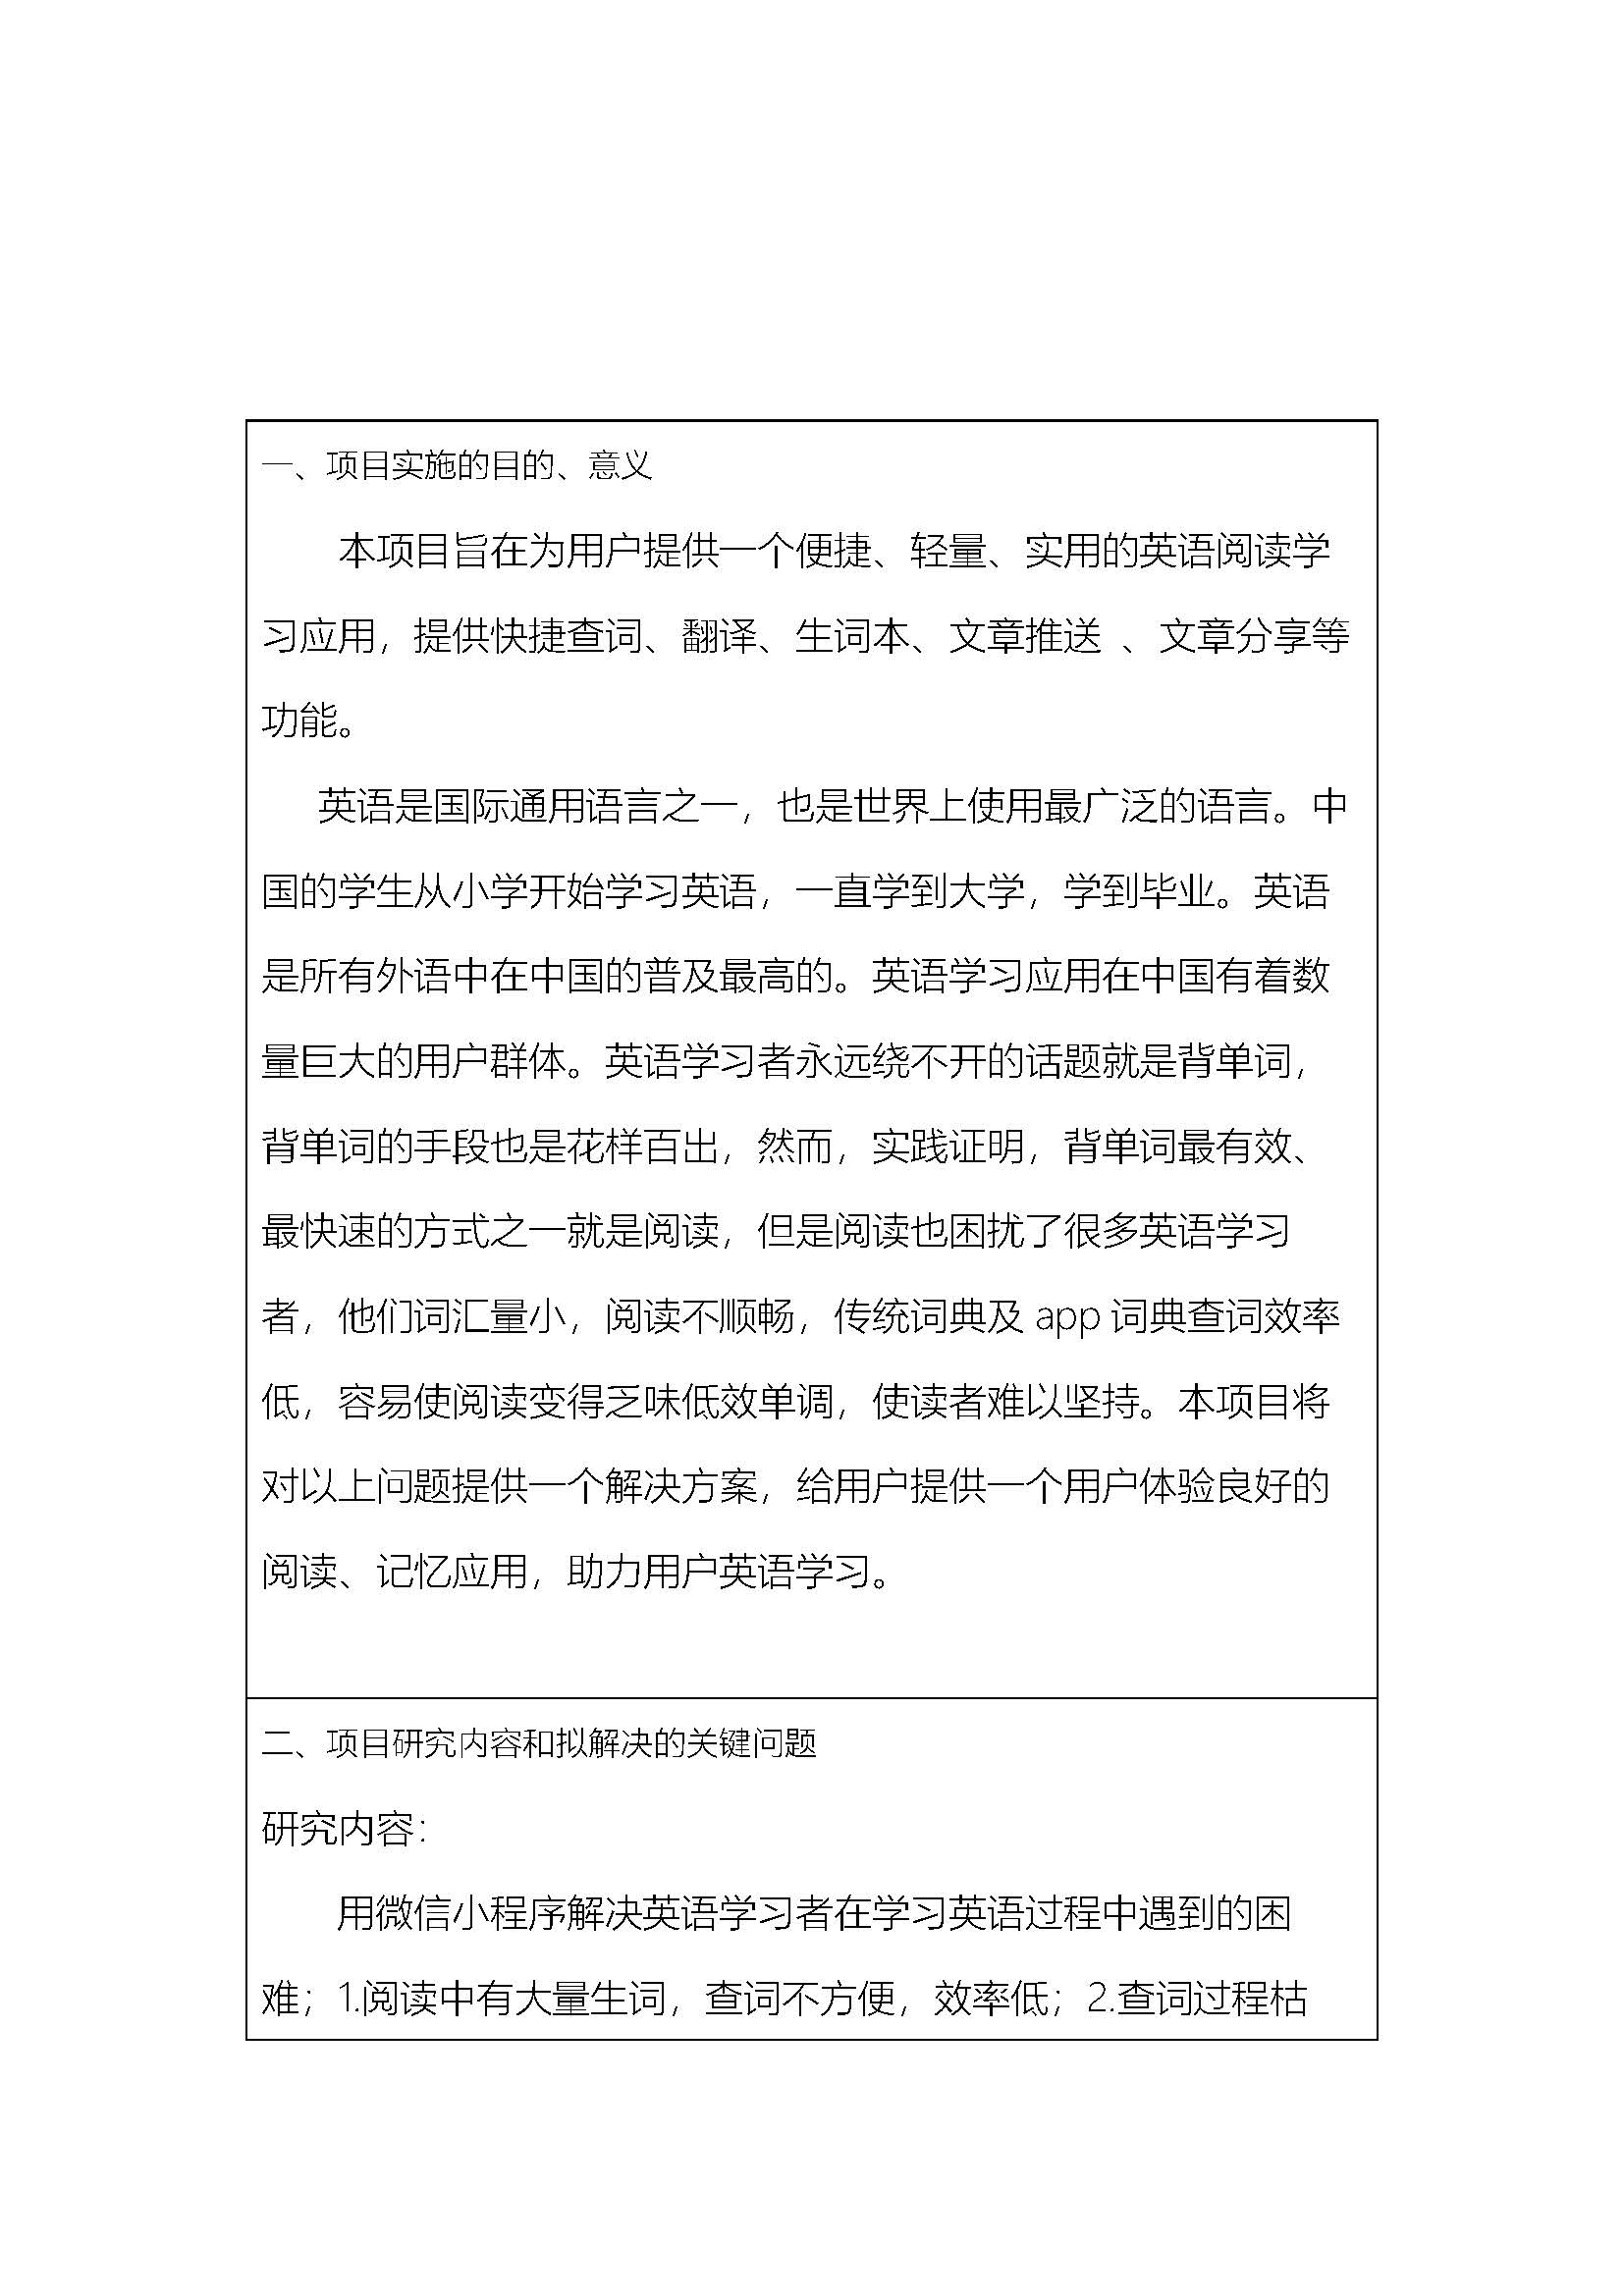 一、项目实施的目的、意义
本项目旨在为用户提供一个便捷、轻量、实用的英语阅读学
习应用，提供快捷查词、翻译、生词本、文章推送 、文章分享等
功能。
英语是国际通用语言之一，也是世界上使用最广泛的语言。中
国的学生从小学开始学习英语，一直学到大学，学到毕业。英语
是所有外语中在中国的普及最高的。英语学习应用在中国有着数
量巨大的用户群体。英语学习者永远绕不开的话题就是背单词，
背单词的手段也是花样百出，然而，实践证明，背单词最有效、
最快速的方式之一就是阅读，但是阅读也困扰了很多英语学习
者，他们词汇量小，阅读不顺畅，传统词典及 app 词典查词效率
低，容易使阅读变得乏味低效单调，使读者难以坚持。本项目将
对以上问题提供一个解决方案，给用户提供一个用户体验良好的
阅读、记忆应用，助力用户英语学习。
二、项目研究内容和拟解决的关键问题
研究内容：
用微信小程序解决英语学习者在学习英语过程中遇到的困
难；1.阅读中有大量生词，查词不方便，效率低；2.查词过程枯